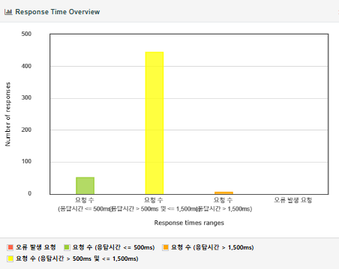 Response Time Overview
500
400
300
200
100
0
Number of responses
요청 수
(응답시간 <= 500ms)
요청 수
(응답시간 > 500ms 및 <= 1,500ms)
요청 수
(응답시간 > 1,500ms)
오류 발생 요청
Response times ranges
오류 발생 요청 요청 수 (응답시간 <= 500ms) 요청 수 (응답시간 > 1,500ms)
요청 수 (응답시간 > 500ms 및 <= 1,500ms)